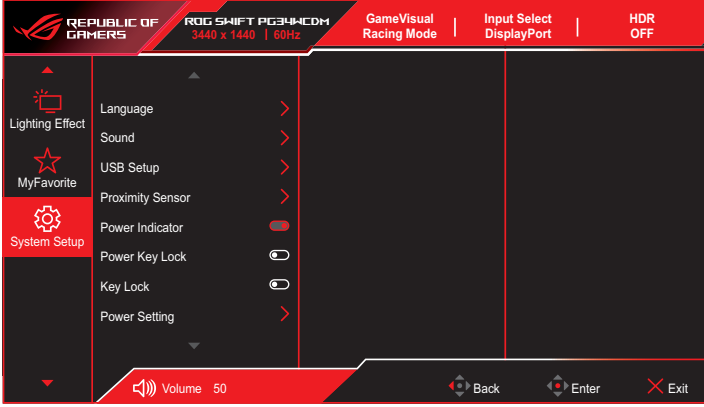 REPUBLIC OF
GAMERS
ROG SWIFT PG34WCDM
3440 x 1440 | 60Hz
GameVisual
Racing Mode
Input Select
DisplayPort
HDR
OFF
Lighting Effect
MyFavorite
System Setup
Language
Sound
USB Setup
Proximity Sensor
Power Indicator
Power Key Lock
Key Lock
Power Setting
Volume 50
Back
Enter
Exit